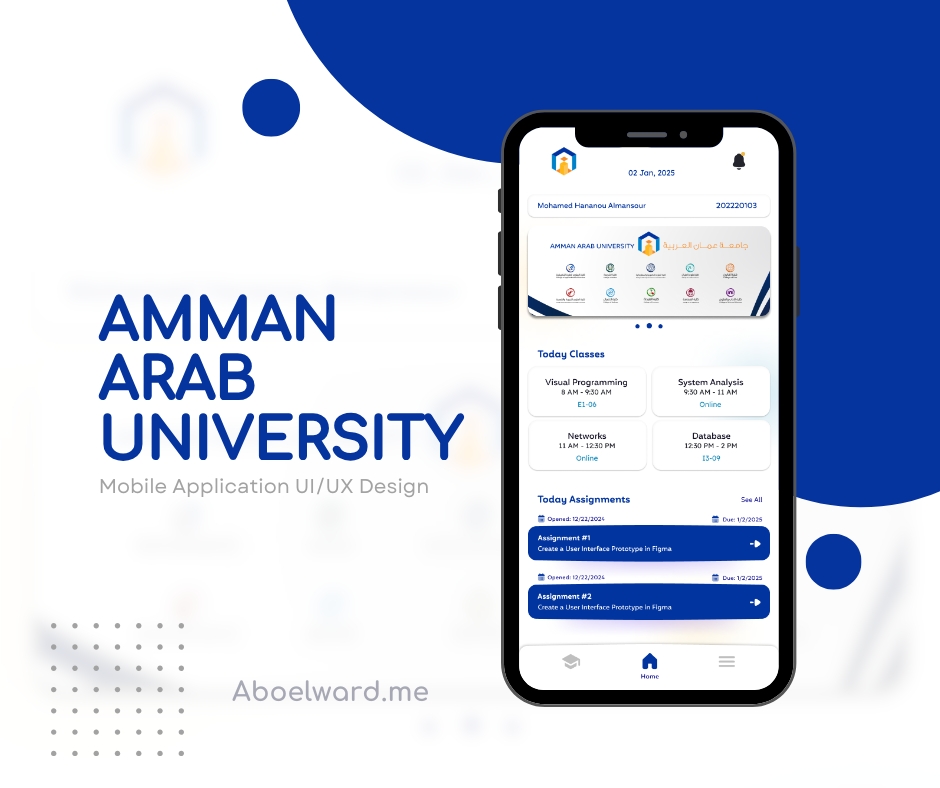 AMMAN
ARAB
UNIVERSITY
Mobile Application UI/UX Design
Aboelward.me
02 Jan, 2025
Mohamed Hananou Almansour 202220103
AMMAN ARAB UNIVERSITY جامعة عمان العربية
Today Classes
Visual Programming
8 AM - 9:30 AM
E1-06
System Analysis
9:30 AM - 11 AM
Online
Networks
11 AM - 12:30 PM
Online
Database
12:30 PM - 2 PM
I3-09
Today Assignments See All
Opened: 12/22/2024 Due: 1/2/2025
Assignment #1
Create a User Interface Prototype in Figma
Opened: 12/22/2024 Due: 1/2/2025
Assignment #2
Create a User Interface Prototype in Figma
Home